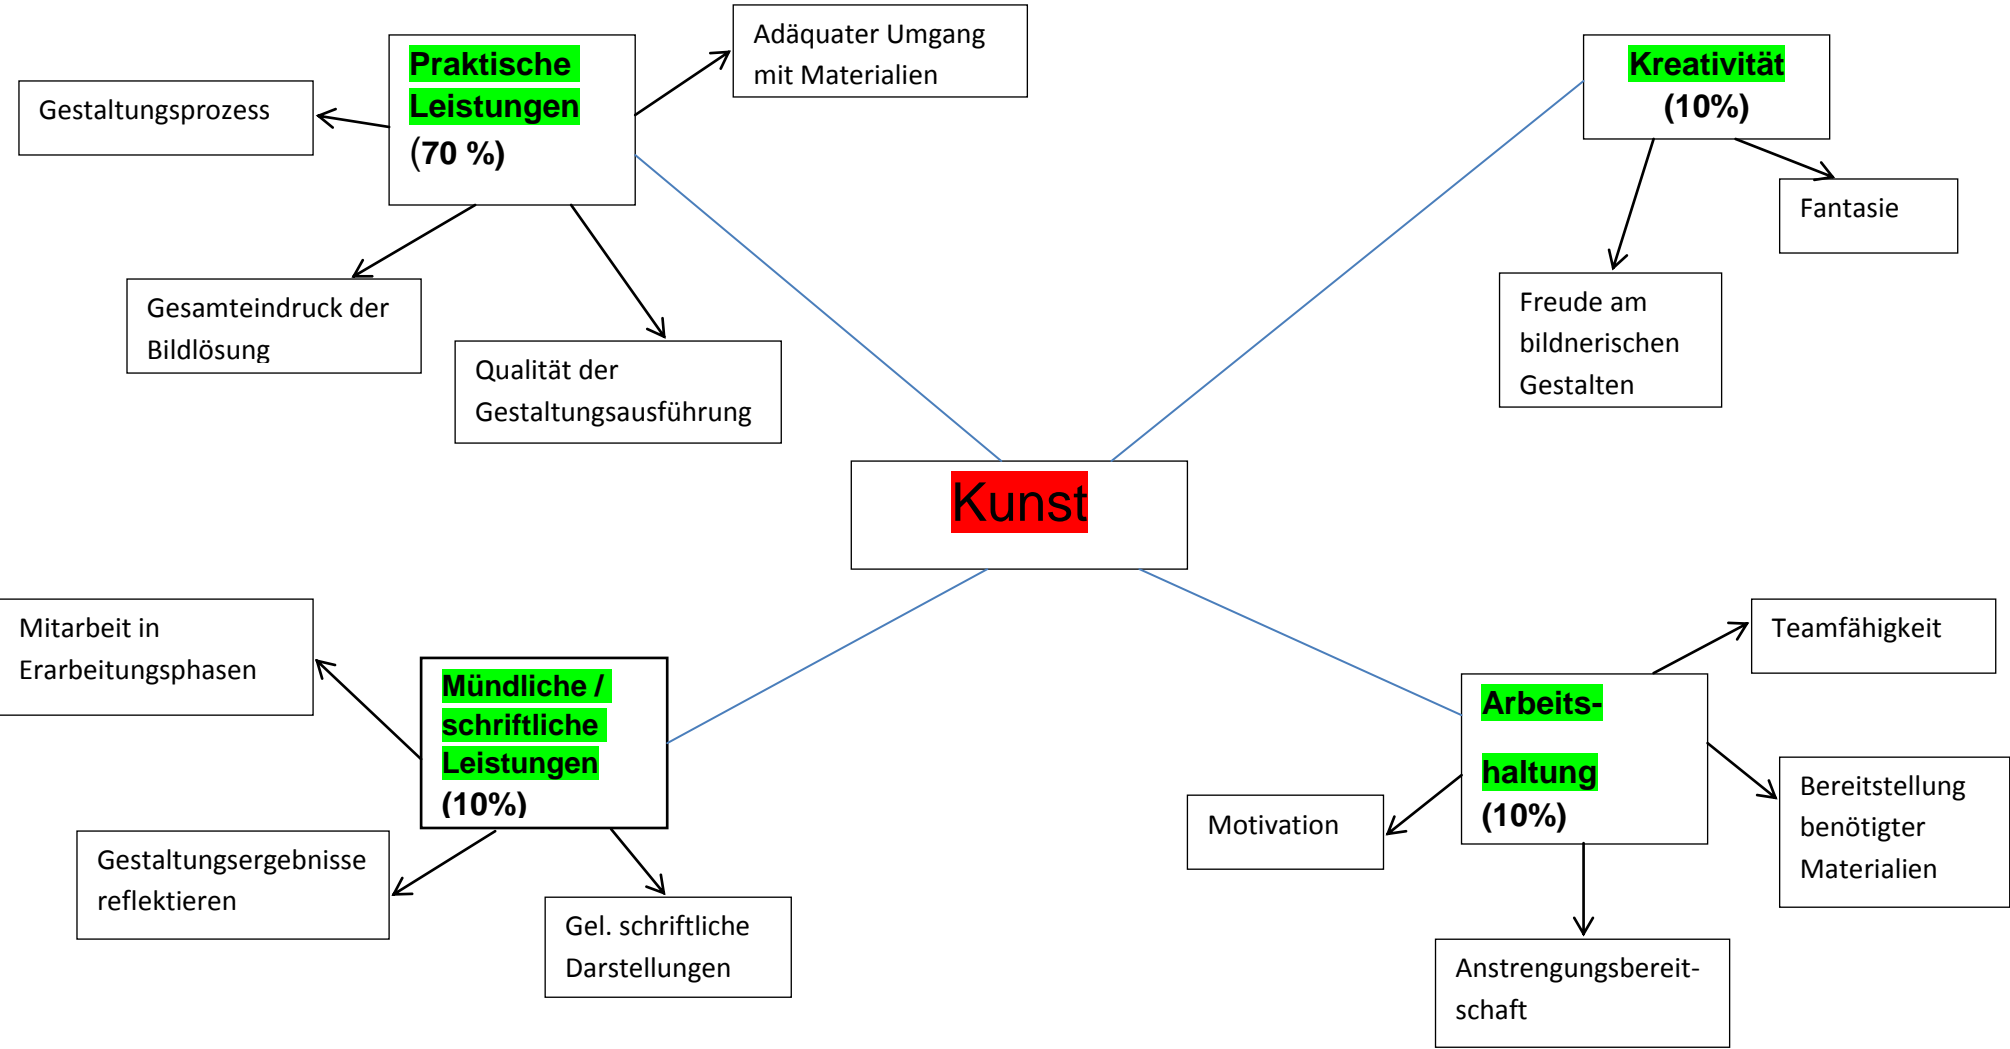 Praktische
Leistungen
(70 %)
Adäquater Umgang
mit Materialien
Gestaltungsprozess
Gesamteindruck der
Bildlösung
Qualität der
Gestaltungsausführung
Kreativität
(10%)
Fantasie
Freude am
bildnerischen
Gestalten
Kunst
Mitarbeit in
Erarbeitungsphasen
Mündliche /
schriftliche
Leistungen
(10%)
Gestaltungsergebnisse
reflektieren
Gel. schriftliche
Darstellungen
Teamfähigkeit
Arbeits-
haltung
(10%)
Motivation
Bereitstellung
benötigter
Materialien
Anstrengungsbereit-
schaft